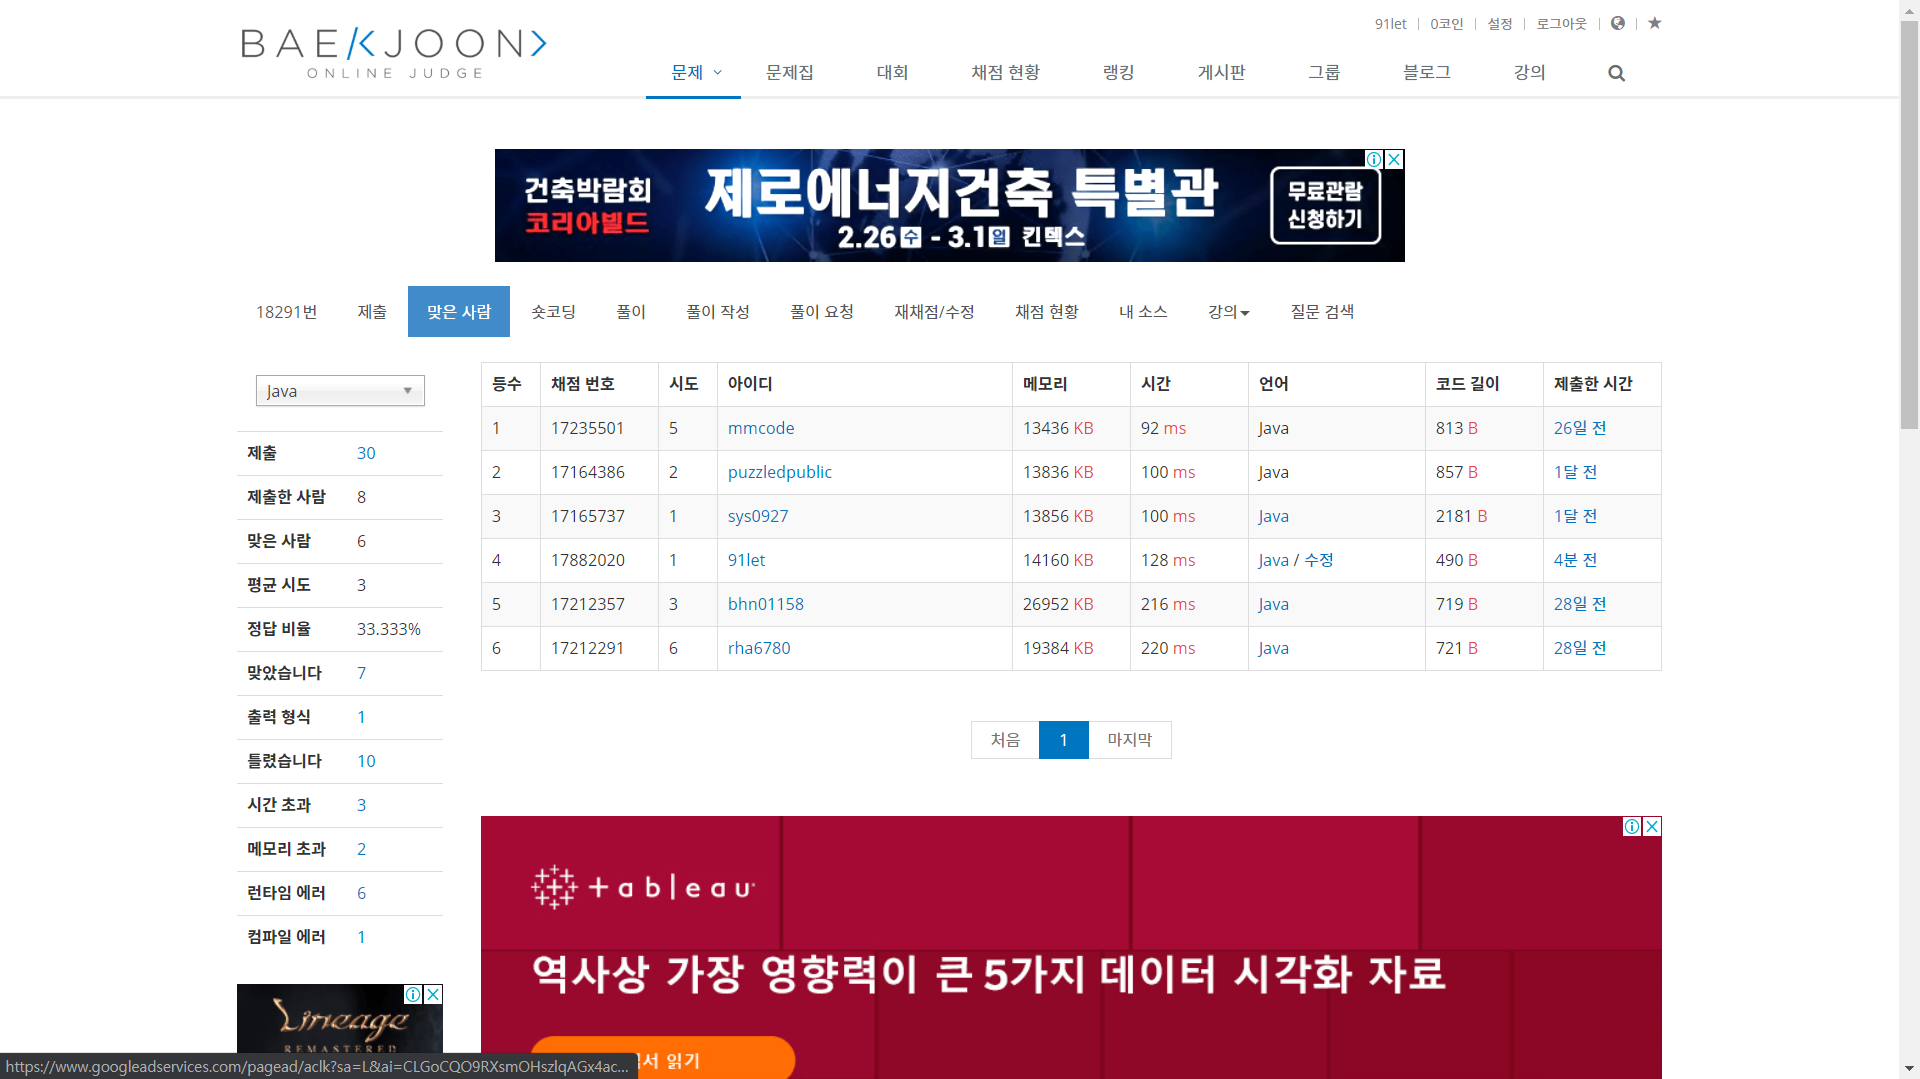 91let | 0코인 | 설정 | 로그아웃
BAEKJOON>
ONLINE JUDGE
문제 문제집 대회 채점 현황 랭킹 게시판 그룹 블로그 강의
건축박람회 코리아빌드
제로에너지건축 특별관
2.26수 - 3.1일 킨텍스
무료관람
신청하기
18291번 제출 맞은 사람 숏코딩 풀이 풀이 작성 풀이 요청 재채점/수정 채점 현황 내 소스 강의 질문 검색
Java
제출 30
제출한 사람 8
맞은 사람 6
평균 시도 3
정답 비율 33.333%
맞았습니다 7
출력 형식 1
틀렸습니다 10
시간 초과 3
메모리 초과 2
런타임 에러 6
컴파일 에러 1
등수 채점 번호 시도 아이디 메모리 시간 언어 코드 길이 제출한 시간
1 17235501 5 mmcode 13436 KB 92 ms Java 813 B 26일 전
2 17164386 2 puzzledpublic 13836 KB 100 ms Java 857 B 1달 전
3 17165737 1 sys0927 13856 KB 100 ms Java 2181 B 1달 전
4 17882020 1 91let 14160 KB 128 ms Java / 수정 490 B 4분 전
5 17212357 3 bhn01158 26952 KB 216 ms Java 719 B 28일 전
6 17212291 6 rha6780 19384 KB 220 ms Java 721 B 28일 전
처음 1 마지막
+ableau
역사상 가장 영향력이 큰 5가지 데이터 시각화 자료
서 읽기
Lineage
REMASTERED
https://www.googleadservices.com/pagead/aclk?sa=L&ai=CLGoCQO9RXsmOHszlqAGx4ac...